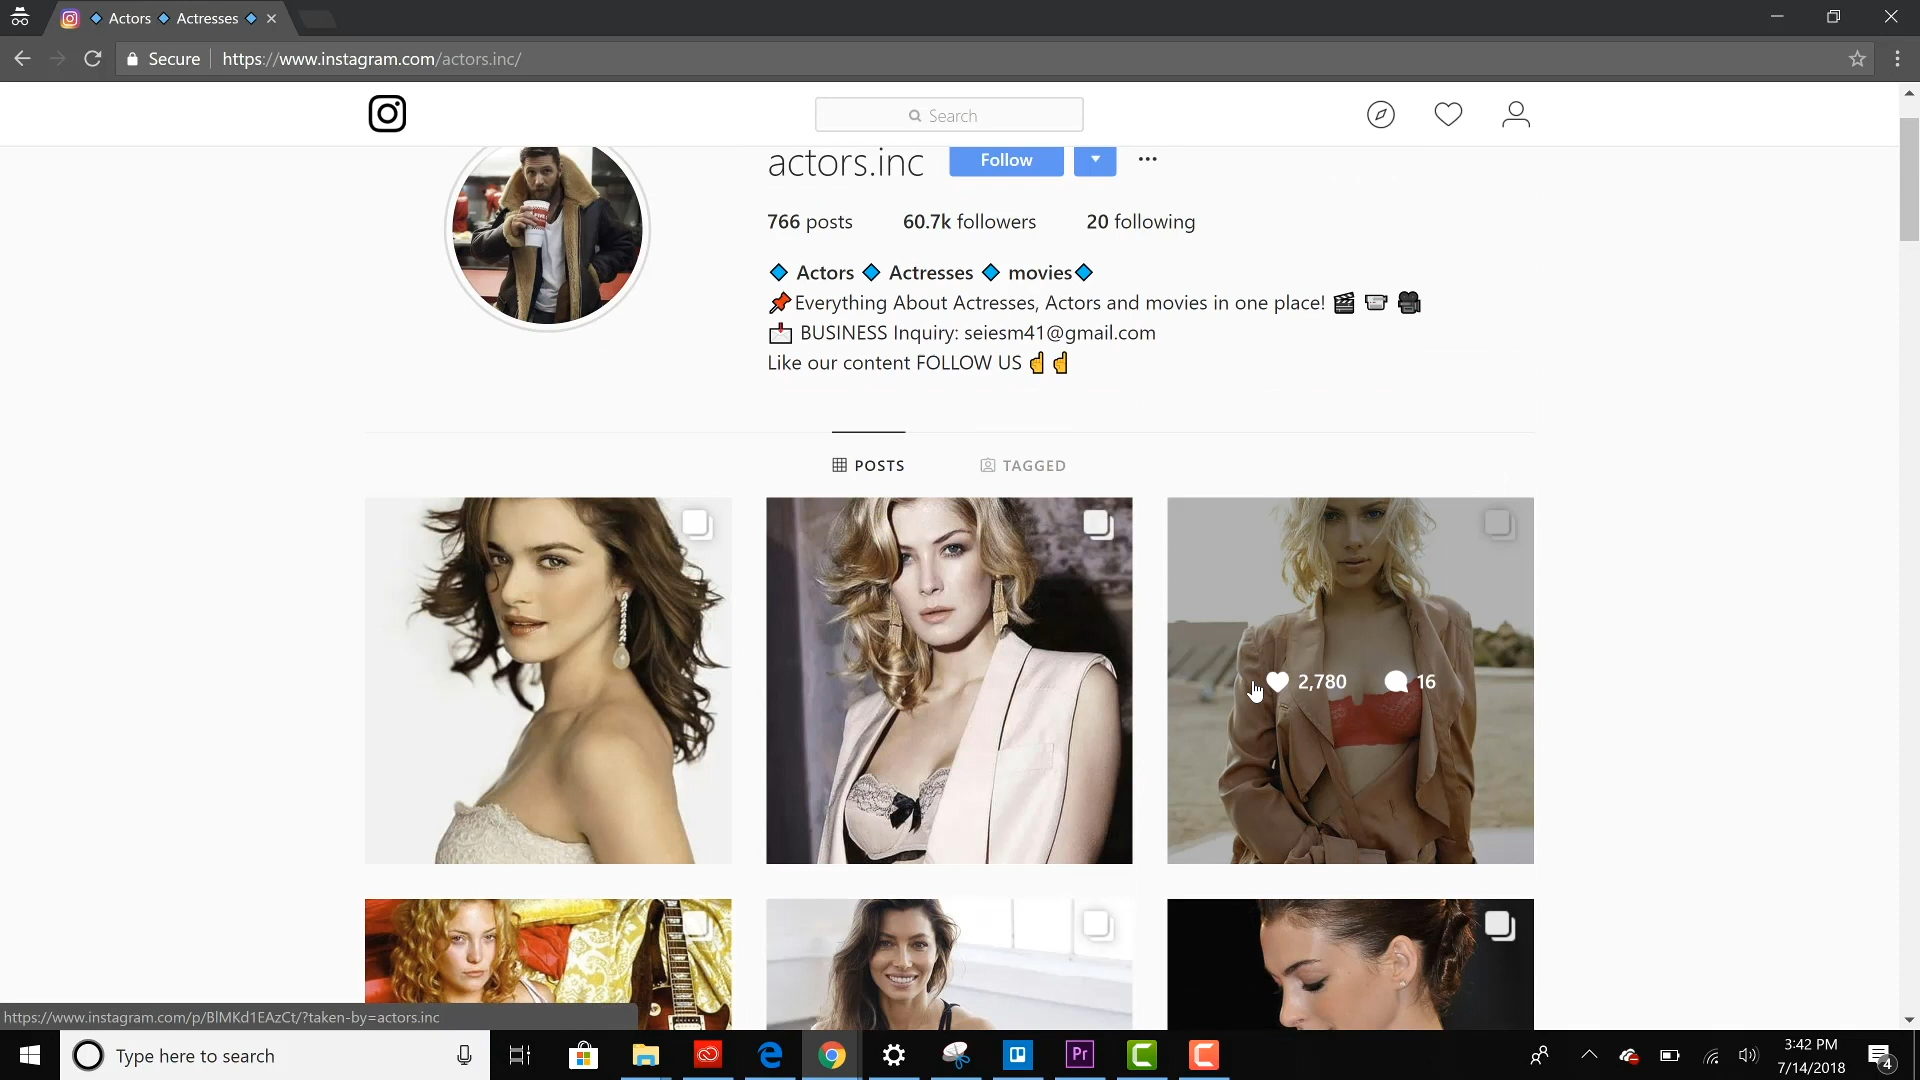 Actors Actresses
Secure https://www.instagram.com/actors.inc/
Search
actors.inc Follow
766 posts 60.7k followers 20 following
Actors Actresses movies
Everything About Actresses, Actors and movies in one place!
BUSINESS Inquiry: seiesm41@gmail.com
Like our content FOLLOW US
POSTS TAGGED
2,780 16
https://www.instagram.com/p/BlMKd1EAzCt/?taken-by=actors.inc
Type here to search
Pr
3:42 PM
7/14/2018
4